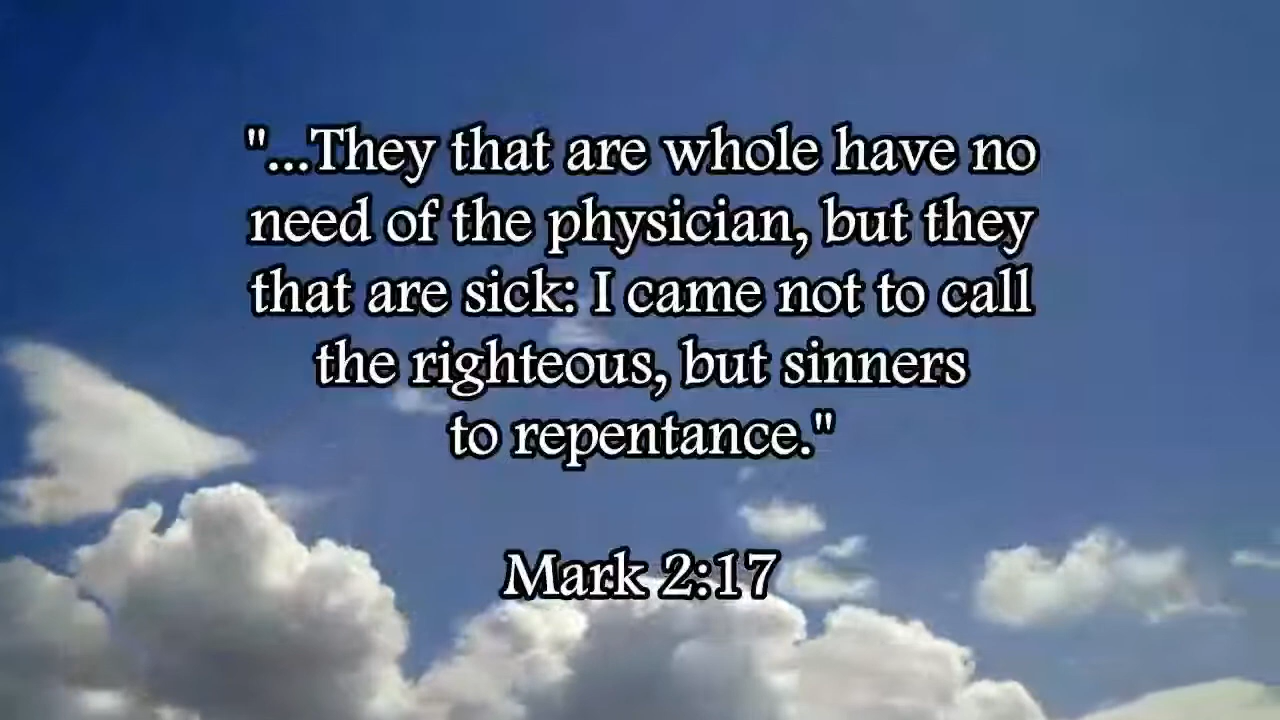 "...They that are whole have no
need of the physician, but they
that are sick: I came not to call
the righteous, but sinners
to repentance."
Mark 2:17